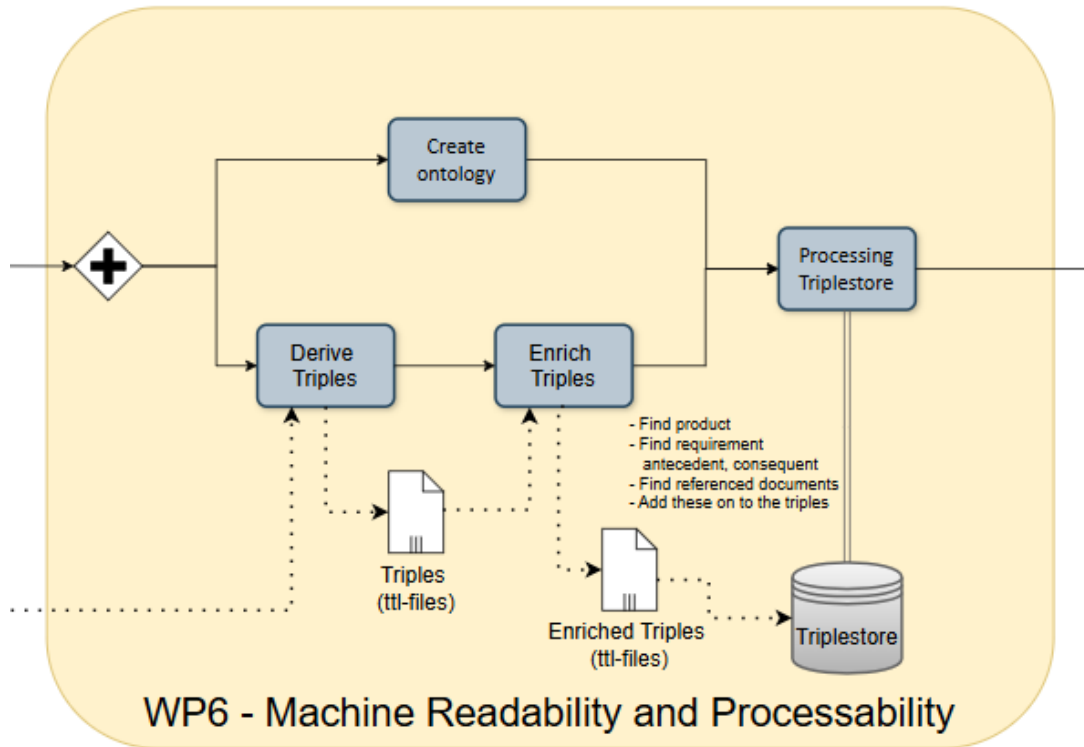 Create
ontology
Processing
Triplestore
Derive
Triples
Enrich
Triples
- Find product
- Find requirement
antecedent, consequent
- Find referenced documents
- Add these on to the triples
Triples
(ttl-files)
Enriched Triples
(ttl-files)
Triplestore
WP6 - Machine Readability and Processability